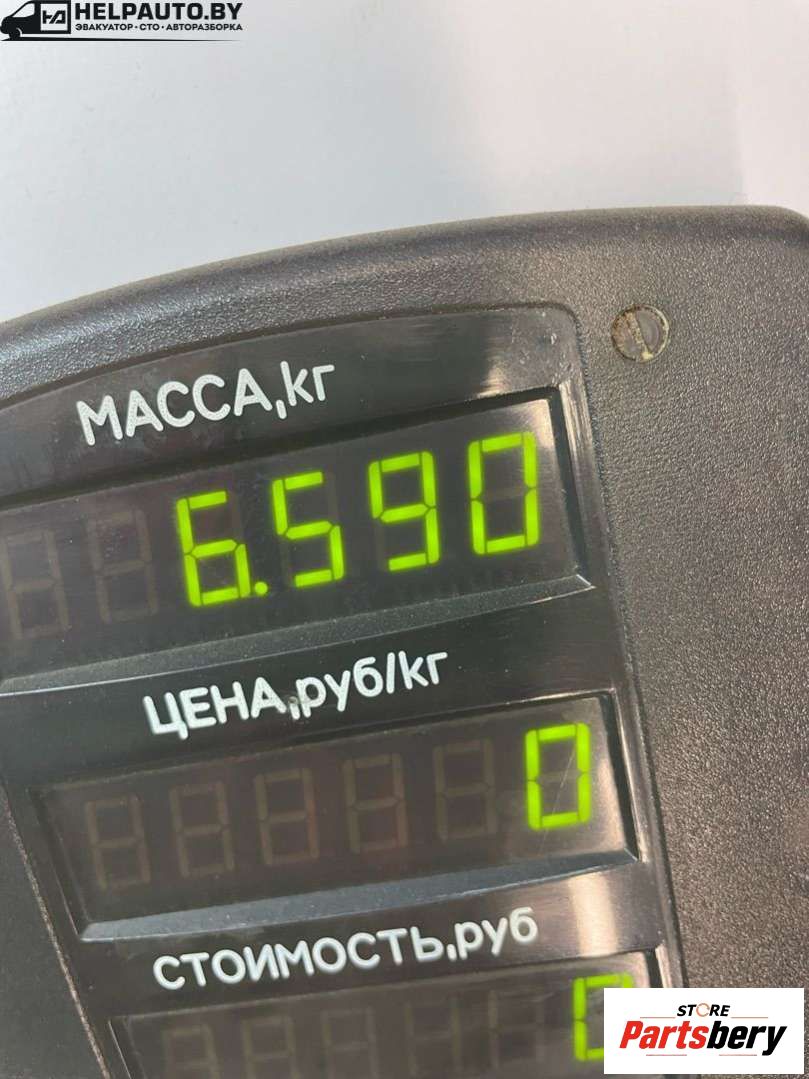 HELPAUTO.BY
ЭВАКУАТОР · СТО · АВТОРАЗБОРКА
МАССА,кг
6.590
ЦЕНА,руб/кг
0
СТОИМОСТЬ,руб
0
STORE
Partsbery